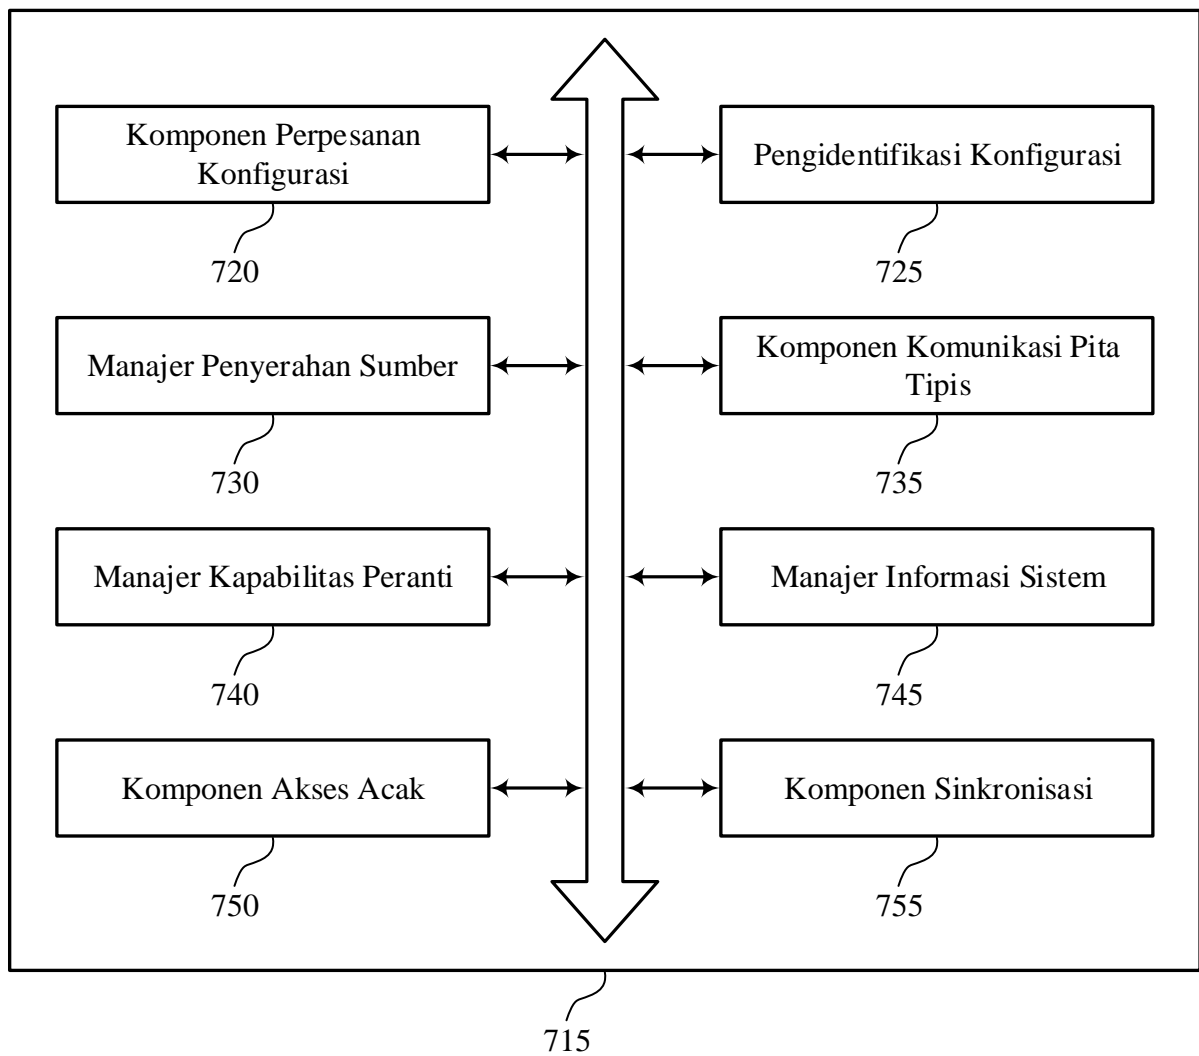 Komponen Perpesanan
Konfigurasi
720
Pengidentifikasi Konfigurasi
725
Manajer Penyerahan Sumber
730
Komponen Komunikasi Pita
Tipis
735
Manajer Kapabilitas Peranti
740
Manajer Informasi Sistem
745
Komponen Akses Acak
750
Komponen Sinkronisasi
755
715